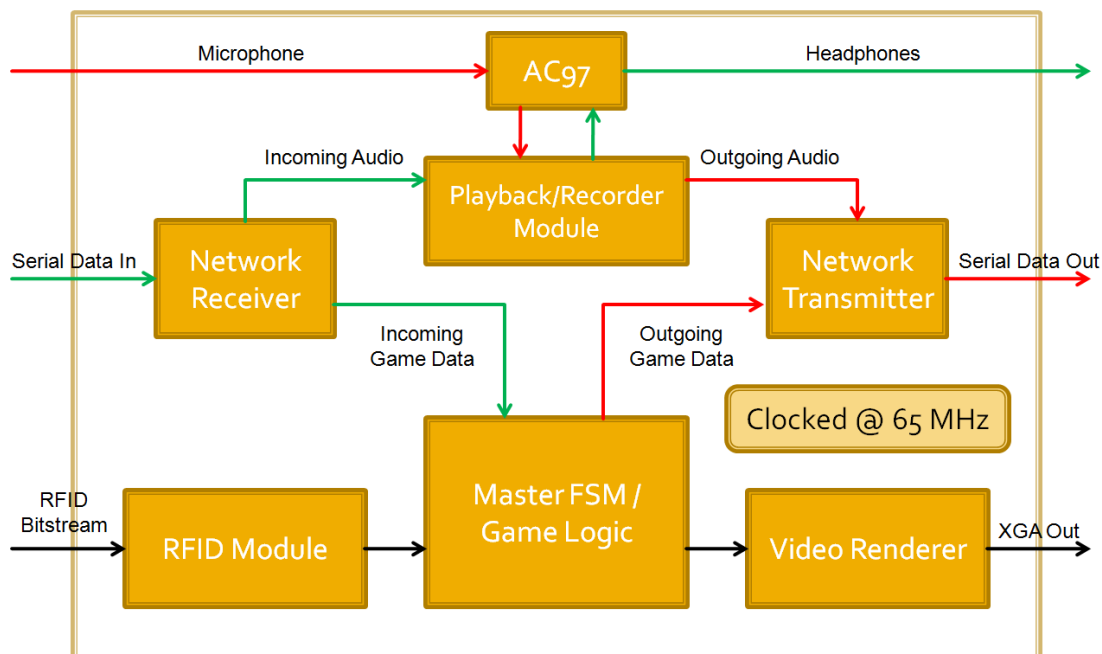 Microphone
AC97
Headphones
Incoming Audio
Playback/Recorder
Module
Outgoing Audio
Serial Data In
Network
Receiver
Network
Transmitter
Serial Data Out
Incoming
Game Data
Outgoing
Game Data
Clocked @ 65 MHz
RFID
Bitstream
RFID Module
Master FSM /
Game Logic
Video Renderer
XGA Out